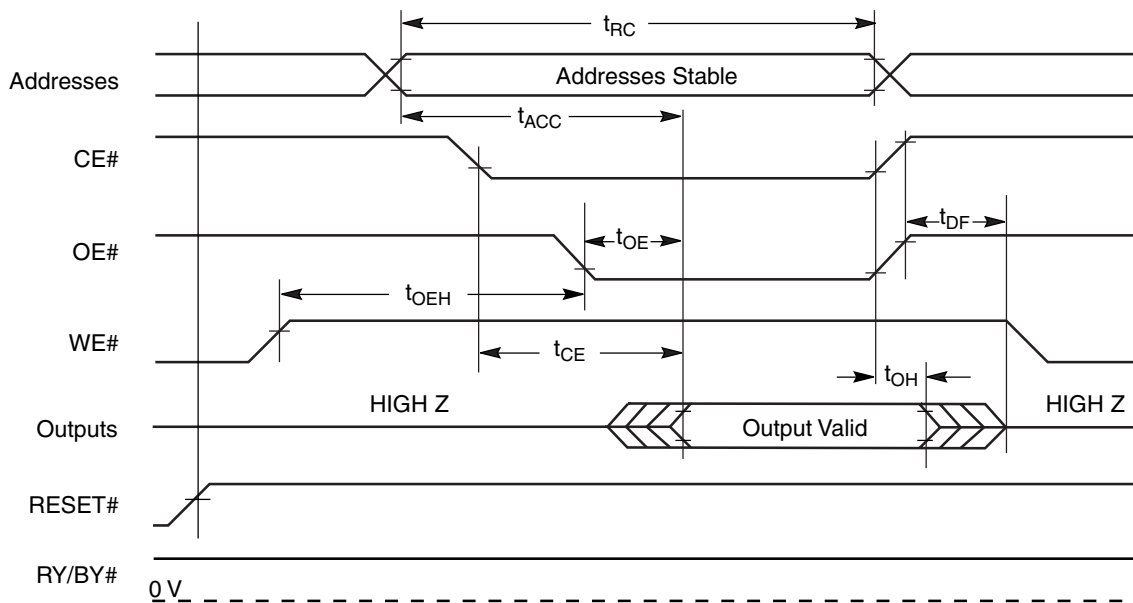 tRC
Addresses
Addresses Stable
tACC
CE#
tDF
OE#
tOE
tOEH
WE#
tCE
tOH
HIGH Z
HIGH Z
Outputs
Output Valid
RESET#
RY/BY#
0 V